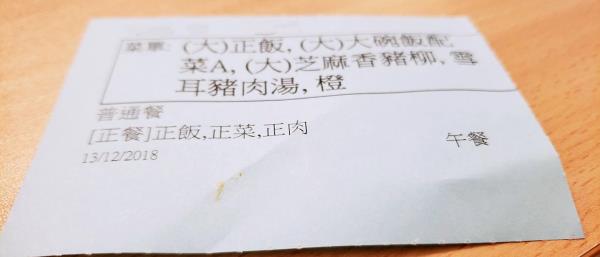 菜單: (大)正飯, (大)大碗飯配
菜A, (大)芝麻香豬柳, 雪
耳豬肉湯, 橙
普通餐
[正餐]正飯,正菜,正肉
13/12/2018
午餐